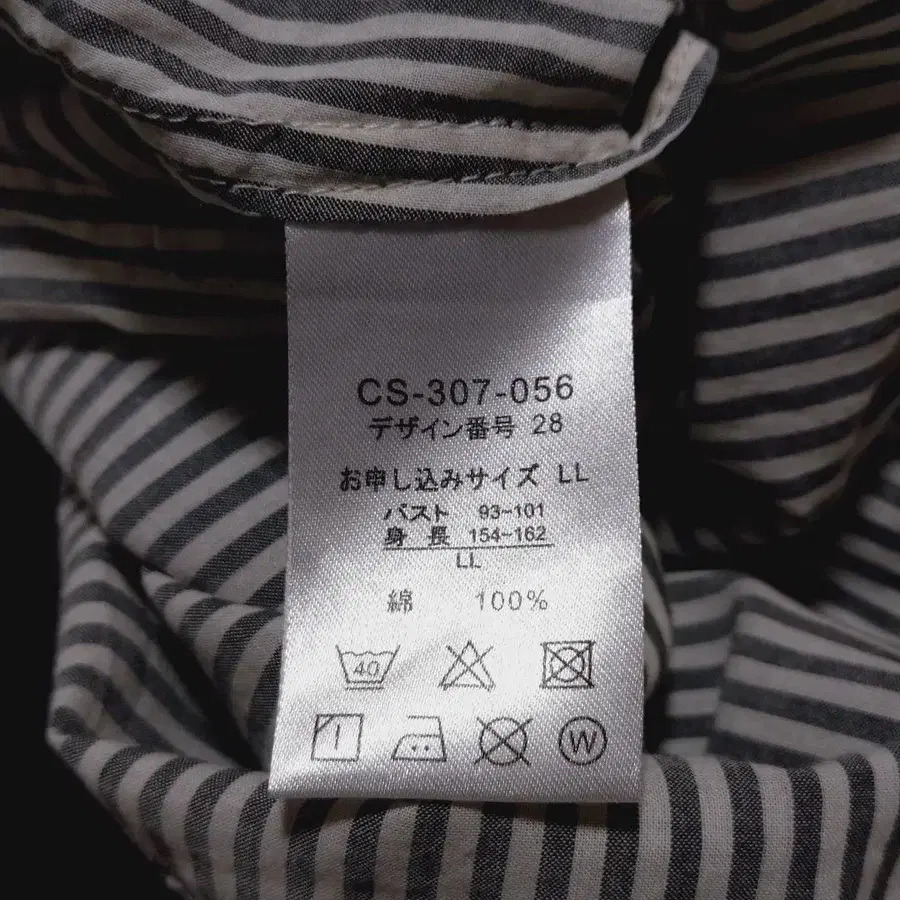 CS-307-056
デザイン番号 28
お申し込みサイズ LL
バスト 93~101
身長 154~162
LL
綿 100%
40
W